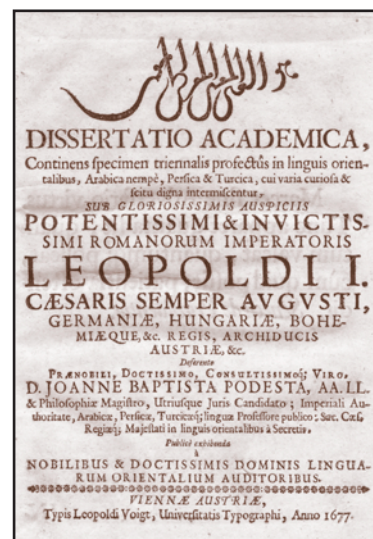 DISSERTATIO ACADEMICA,
Continens specimen triennalis profectûs in linguis orien-
talibus, Arabica nempè, Persica & Turcica, cui varia curiosa &
scitu digna intermiscentur,
SUB GLORIOSISSIMIS AUSPICIIS
POTENTISSIMI & INVICTIS-
SIMI ROMANORUM IMPERATORIS
LEOPOLDI I.
CÆSARIS SEMPER AVGVSTI,
GERMANIÆ, HUNGARIÆ, BOHE-
MIÆQUE, &c. REGIS, ARCHIDUCIS
AUSTRIÆ, &c.
Deferente
PRÆNOBILI, DOCTISSIMO, CONSULTISSIMOq; VIRO,
D. JOANNE BAPTISTA PODESTÀ, AA.LL.
& Philosophiæ Magistro, Utriusque Juris Candidato; Imperiali Au-
thoritate, Arabicæ, Persicæ, Turcicæq; linguæ Professore publico: Sac. Cæs.
Regiæq; Majestati in linguis orientalibus à Secretis.
Publicè exhibenda
à
NOBILIBUS & DOCTISSIMIS DOMINIS LINGUA-
RUM ORIENTALIUM AUDITORIBUS.
VIENNÆ AUSTRIÆ,
Typis Leopoldi Voigt, Universitatis Typographi, Anno 1677.